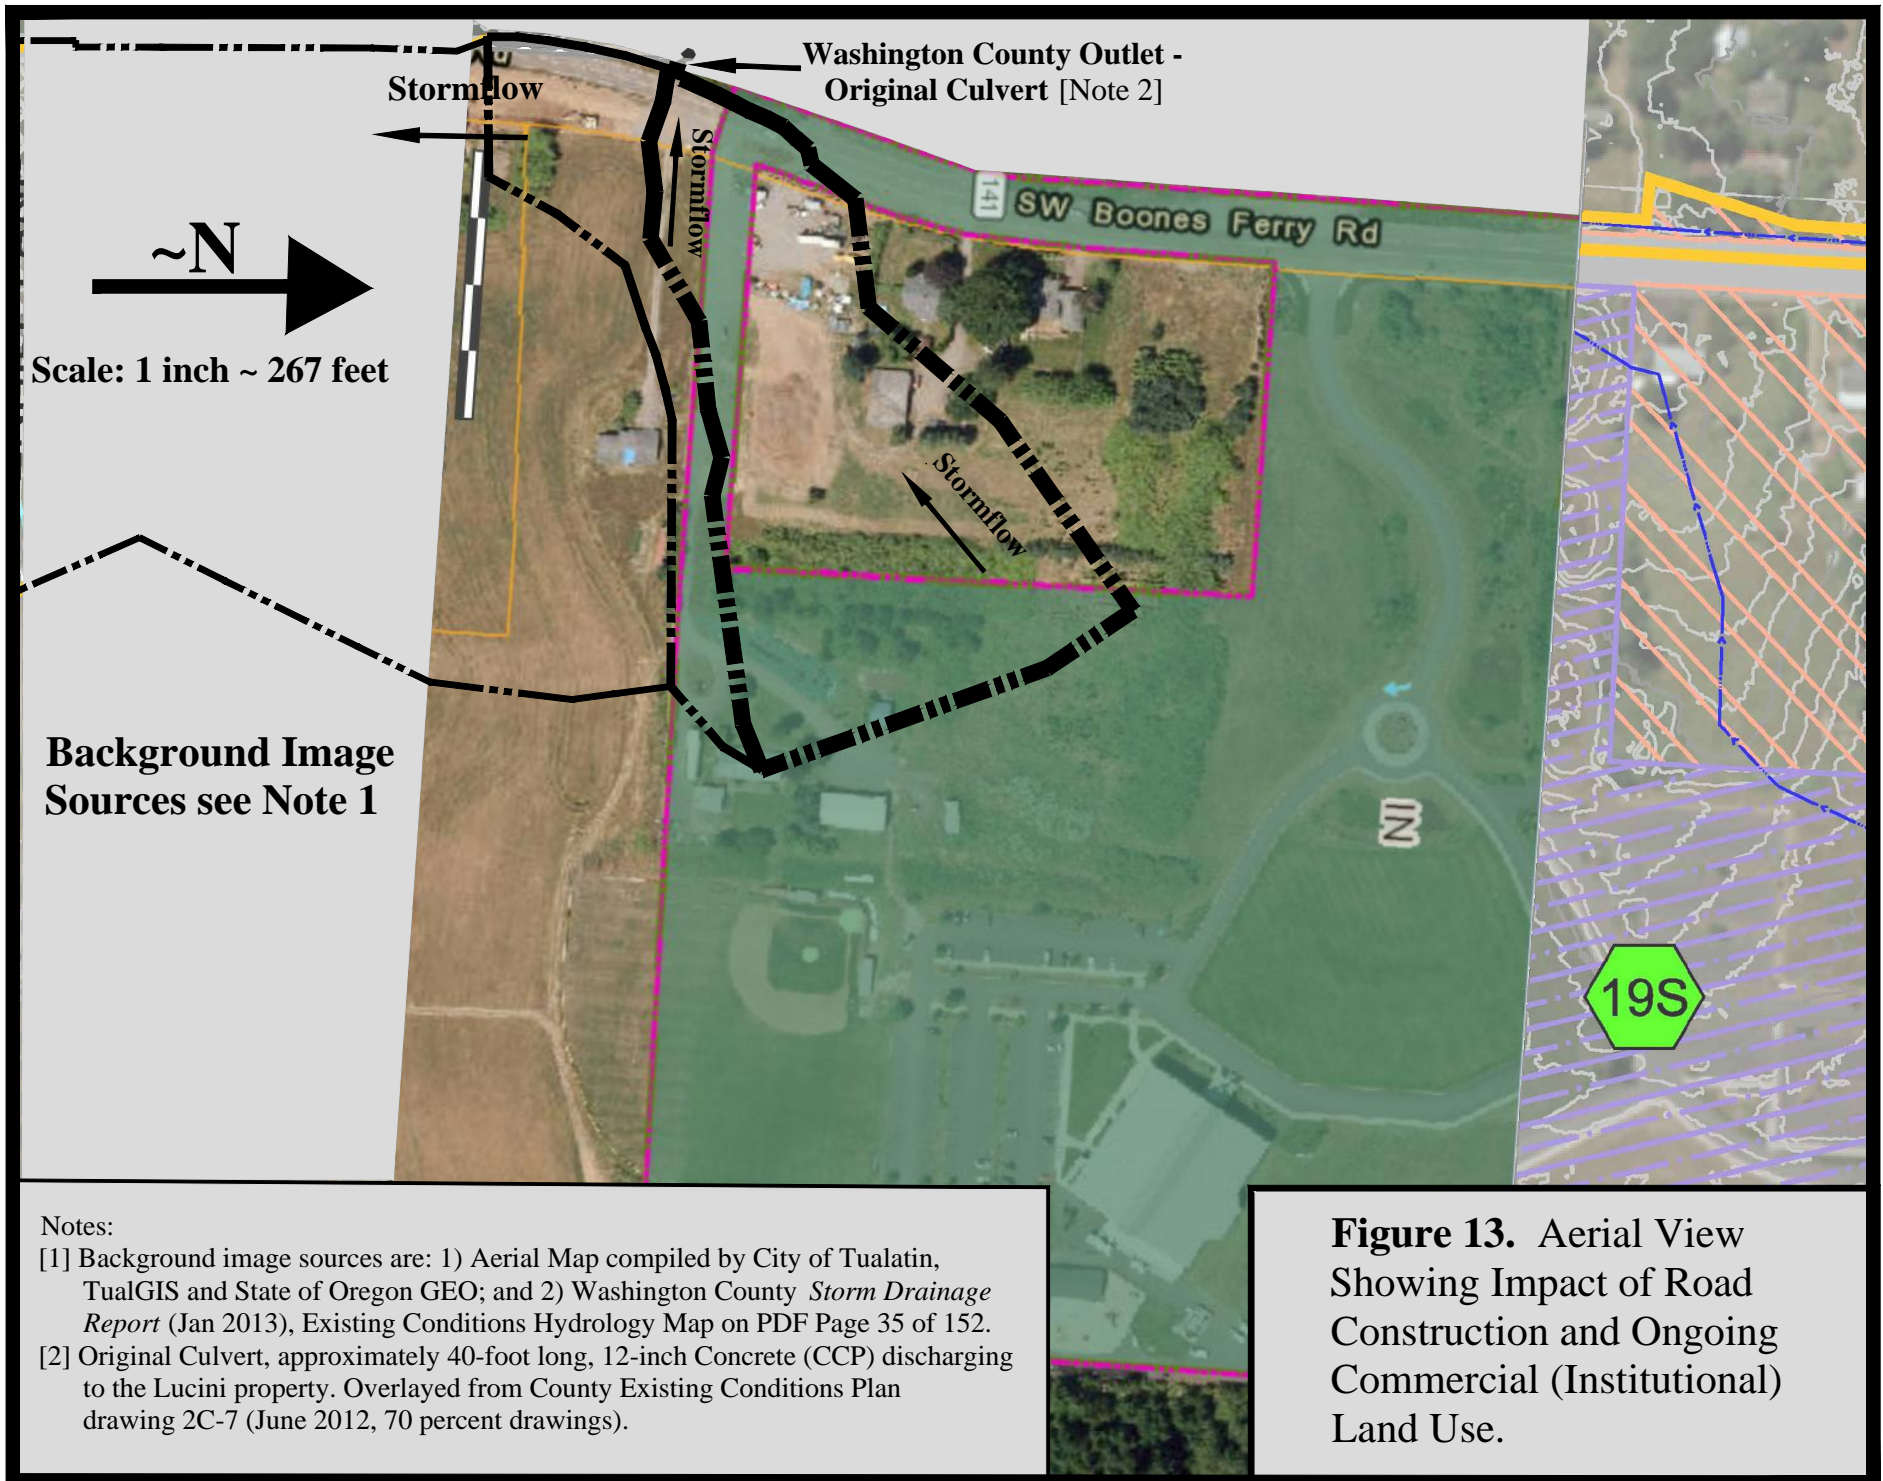 Rd
Stormflow
Washington County Outlet -
Original Culvert [Note 2]
Stormflow
141
SW Boones Ferry Rd
~N
Scale: 1 inch ~ 267 feet
Stormflow
Background Image
Sources see Note 1
IN
19S
Notes:
[1] Background image sources are: 1) Aerial Map compiled by City of Tualatin,
TualGIS and State of Oregon GEO; and 2) Washington County Storm Drainage
Report (Jan 2013), Existing Conditions Hydrology Map on PDF Page 35 of 152.
[2] Original Culvert, approximately 40-foot long, 12-inch Concrete (CCP) discharging
to the Lucini property. Overlayed from County Existing Conditions Plan
drawing 2C-7 (June 2012, 70 percent drawings).
Figure 13. Aerial View
Showing Impact of Road
Construction and Ongoing
Commercial (Institutional)
Land Use.